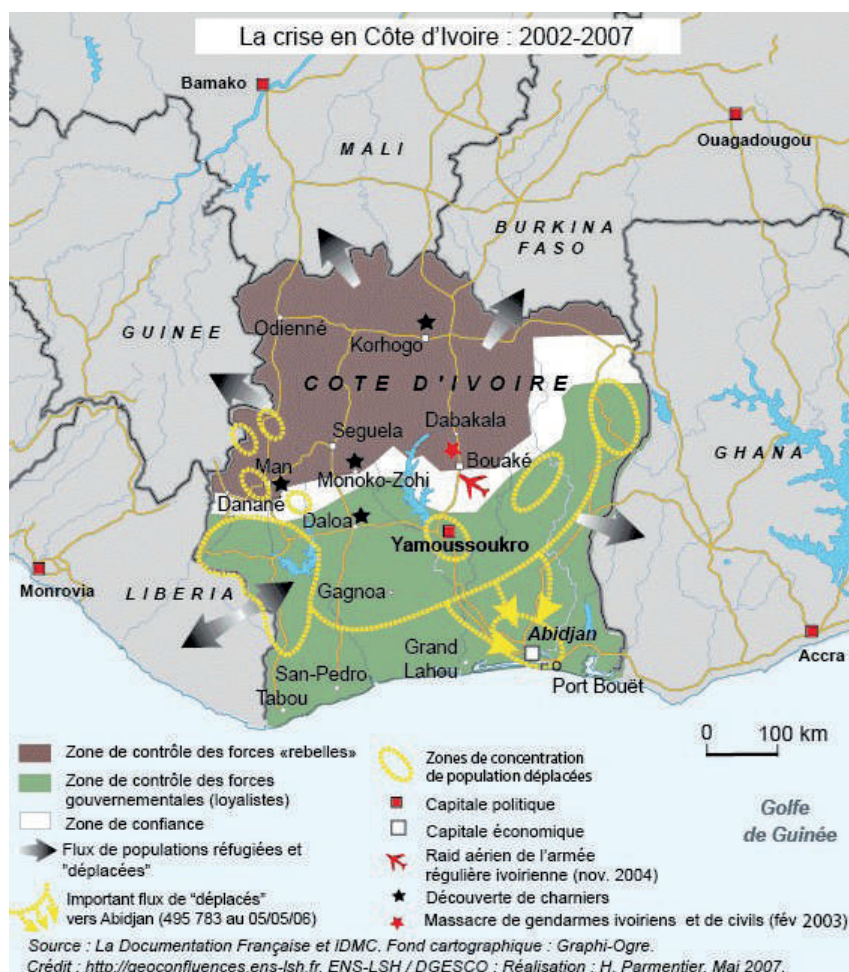 La crise en Côte d'Ivoire : 2002-2007
Bamako
Ouagadougou
MALI
BURKINA
FASO
GUINEE
Odienné
Korhogo
COTE D'IVOIRE
Dabakala
Seguela
Bouaké
GHANA
Man
Monoko-Zohi
Danané
Daloa
Yamoussoukro
Monrovia
LIBERIA
Gagnoa
Abidjan
Grand
Lahou
Accra
San-Pedro
Port Bouët
Tabou
0 100 km
Zone de contrôle des forces «rebelles»
Zone de contrôle des forces
gouvernementales (loyalistes)
Zone de confiance
Flux de populations réfugiées et
"déplacées"
Important flux de "déplacés"
vers Abidjan (495 783 au 05/05/06)
Zones de concentration
de population déplacées
Capitale politique
Capitale économique
Raid aérien de l'armée
régulière ivoirienne (nov. 2004)
Découverte de charniers
Massacre de gendarmes ivoiriens et de civils (fév 2003)
Golfe
de Guinée
Source : La Documentation Française et IDMC. Fond cartographique : Graphi-Ogre.
Crédit : http://geoconfluences.ens-lsh.fr. ENS-LSH / DGESCO : Réalisation : H. Parmentier. Mai 2007.